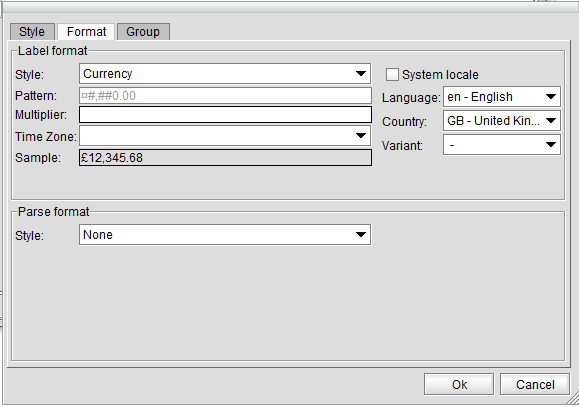 Style Format Group
Label format
Style: Currency System locale
Pattern: ¤#,##0.00 Language: en - English
Multiplier: Country: GB - United Kin...
Time Zone: Variant: -
Sample: £12,345.68
Parse format
Style: None
Ok Cancel